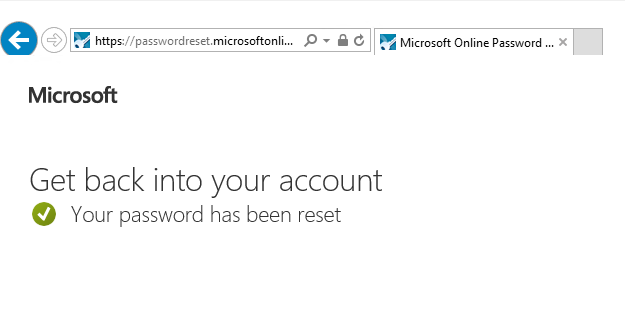 https://passwordreset.microsoftonli...
Microsoft Online Password ...
Microsoft
Get back into your account
Your password has been reset